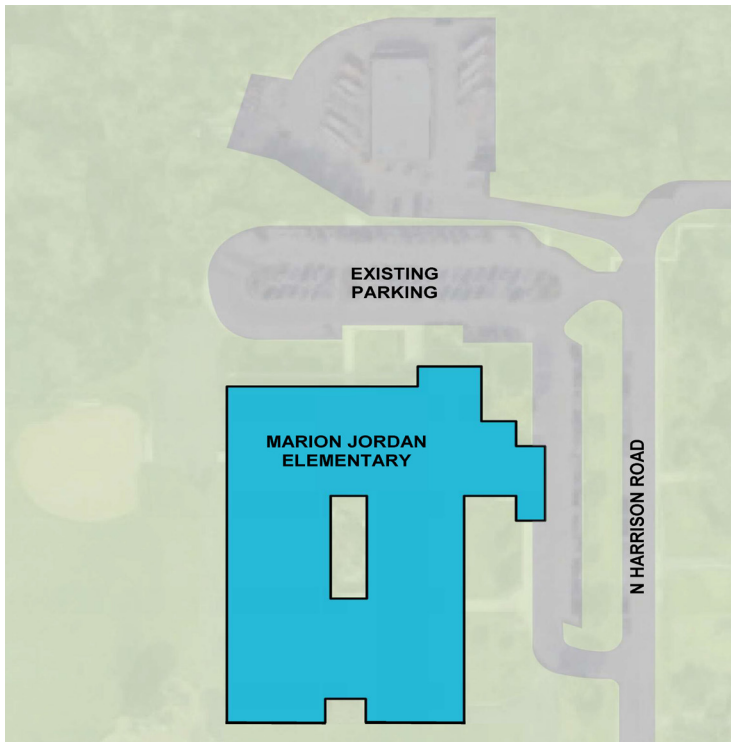 EXISTING
PARKING
MARION JORDAN
ELEMENTARY
N HARRISON ROAD